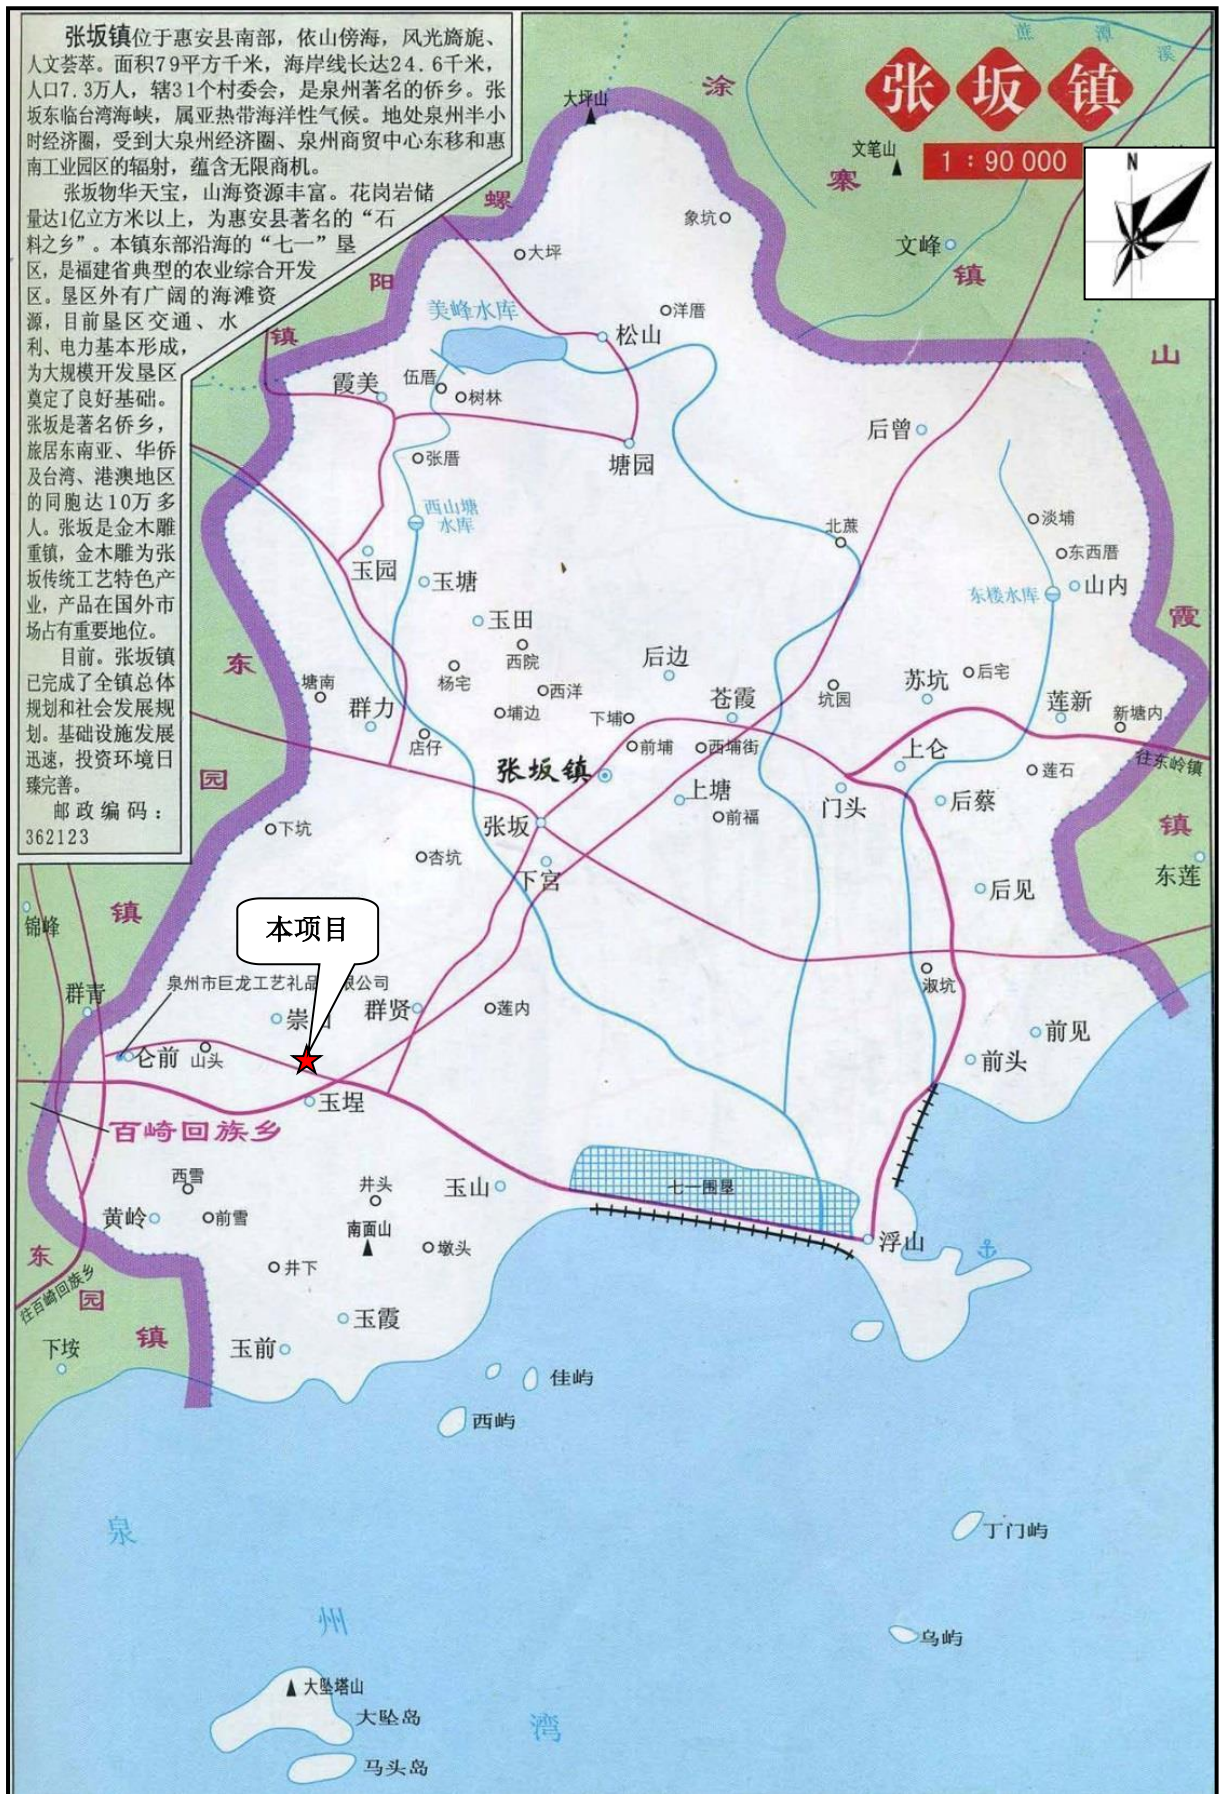 张坂镇位于惠安县南部，依山傍海，风光旖旎、
人文荟萃。面积79平方千米，海岸线长达24.6千米，
人口7.3万人，辖31个村委会，是泉州著名的侨乡。张
坂东临台湾海峡，属亚热带海洋性气候。地处泉州半小
时经济圈，受到大泉州经济圈、泉州商贸中心东移和惠
南工业园区的辐射，蕴含无限商机。
张坂物华天宝，山海资源丰富。花岗岩储
量达1亿立方米以上，为惠安县著名的“石
料之乡”。本镇东部沿海的“七一”垦
区，是福建省典型的农业综合开发
区。垦区外有广阔的海滩资
源，目前垦区交通、水
利、电力基本形成，
为大规模开发垦区
奠定了良好基础。
张坂是著名侨乡，
旅居东南亚、华侨
及台湾、港澳地区
的同胞达10万多
人。张坂是金木雕
重镇，金木雕为张
坂传统工艺特色产
业，产品在国外市
场占有重要地位。
目前。张坂镇
已完成了全镇总体
规划和社会发展规
划。基础设施发展
迅速，投资环境日
臻完善。
邮政编码：
362123
张坂镇
1：90 000
N
潭
溪
涂
寨
镇
大坪山
文笔山
文峰
象坑
螺
阳
镇
大坪
洋厝
美峰水库
松山
山
霞
镇
霞美
伍厝
树林
塘园
后曾
张厝
西山塘
水库
北蔗
淡埔
东西厝
山内
东楼水库
玉园
玉塘
玉田
西院
杨宅
西洋
埔边
后边
苍霞
下埔
前埔
西埔街
坑园
苏坑
后宅
莲新
新塘内
往东岭镇
东
园
镇
塘南
群力
店仔
张坂镇
上塘
前福
门头
上仑
后蔡
莲石
张坂
下宫
下坑
杏坑
后见
东莲
锦峰
群青
本项目
泉州市巨龙工艺礼品
限公司
群贤
莲内
淑坑
前见
前头
仑前
山头
玉埕
百崎回族乡
西雪
井头
玉山
七一围垦
黄岭
前雪
南面山
墩头
浮山
东
园
镇
往百崎回族乡
井下
玉霞
玉前
下垵
佳屿
西屿
丁门屿
乌屿
泉
州
湾
大坠塔山
大坠岛
马头岛